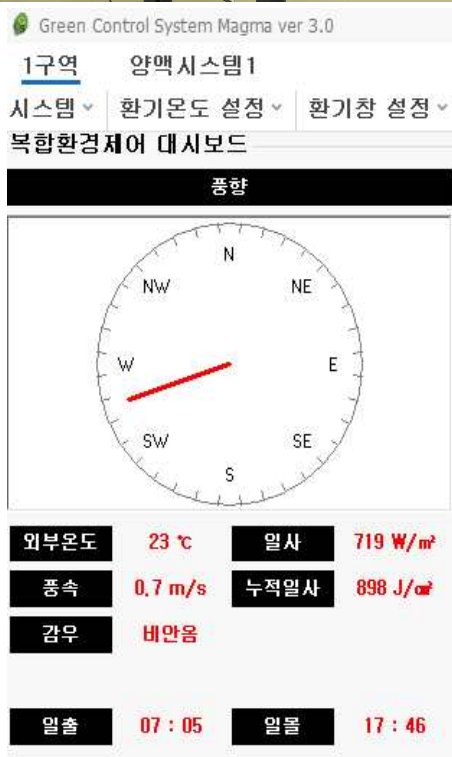 Green Control System Magma ver 3.0
1구역 양액시스템1
시스템 환기온도 설정 환기창 설정
복합환경제어 대시보드
풍향
N
NW NE
W E
SW SE
S
외부온도 23 ℃ 일사 719 W/㎡
풍속 0.7 m/s 누적일사 898 J/㎠
감우 비안옴
일출 07 : 05 일몰 17 : 46